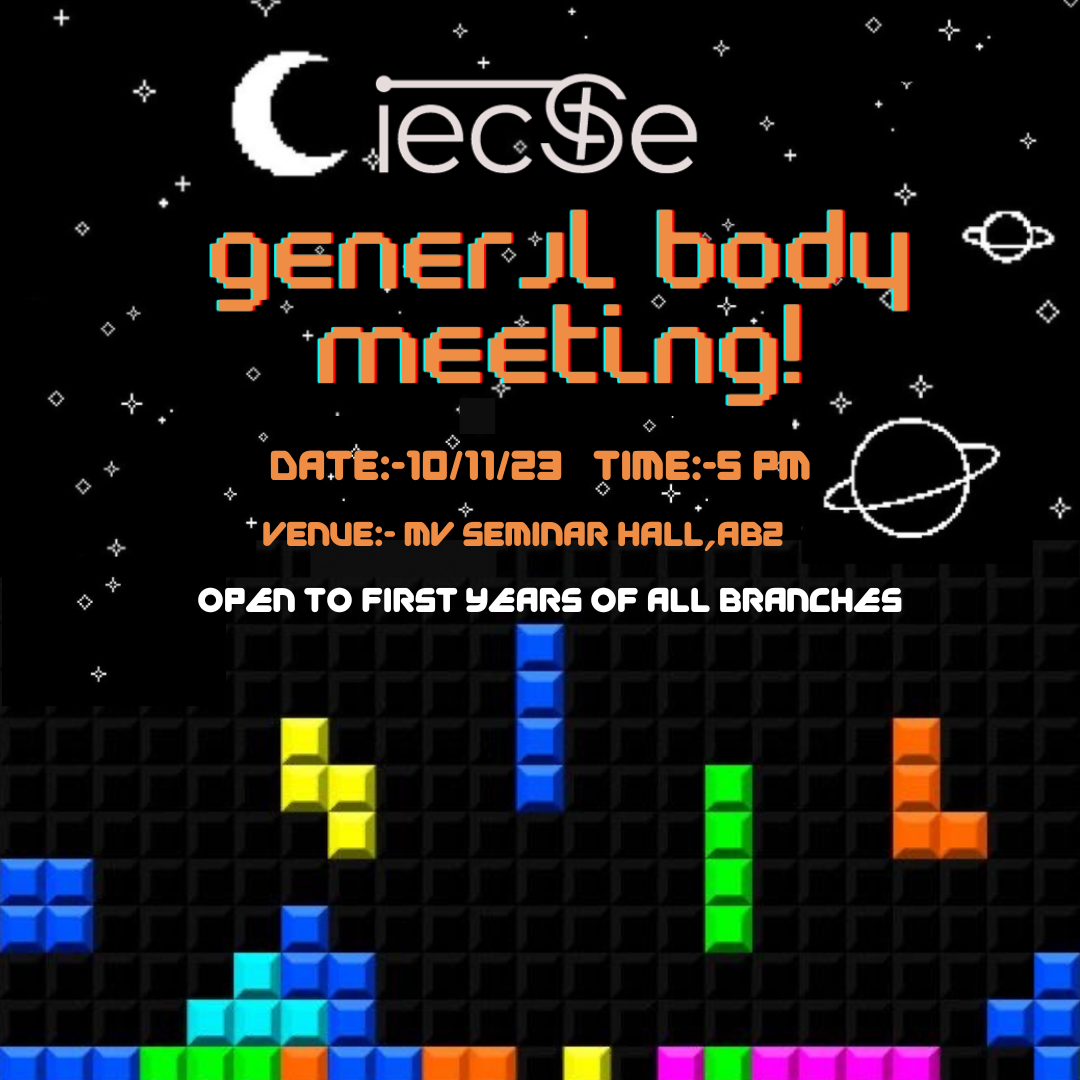 iecse
general body
meeting!
DATE:-10/11/23 TIME:-5 PM
VENUE:- MV SEMINAR HALL,AB2
OPEN TO FIRST YEARS OF ALL BRANCHES